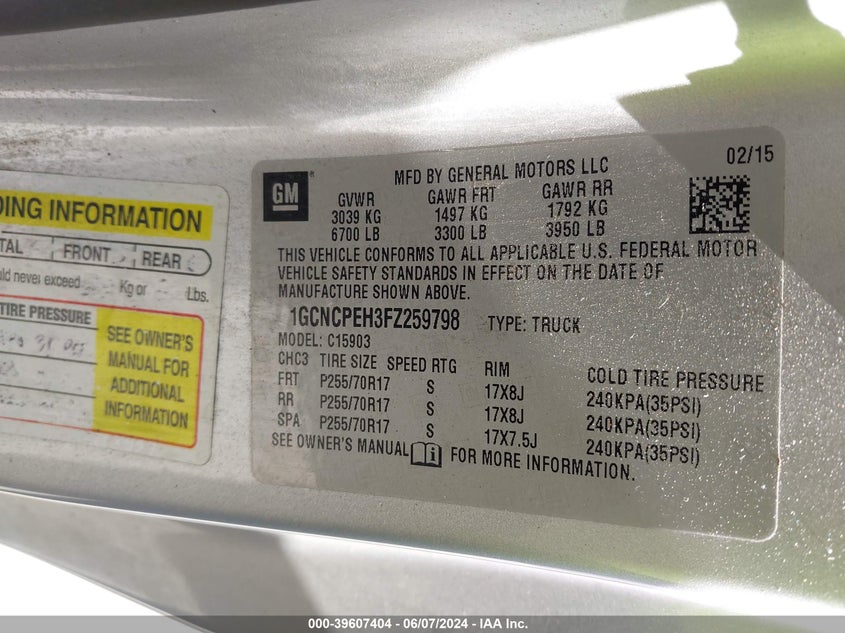 DING INFORMATION
TAL FRONT REAR
ld never exceed Kg or Lbs.
TIRE PRESSURE
SEE OWNER'S
MANUAL FOR
ADDITIONAL
INFORMATION
GM
MFD BY GENERAL MOTORS LLC 02/15
GVWR GAWR FRT GAWR RR
3039 KG 1497 KG 1792 KG
6700 LB 3300 LB 3950 LB
THIS VEHICLE CONFORMS TO ALL APPLICABLE U.S. FEDERAL MOTOR
VEHICLE SAFETY STANDARDS IN EFFECT ON THE DATE OF
MANUFACTURE SHOWN ABOVE.
1GCNCPEH3FZ259798 TYPE: TRUCK
MODEL: C15903
CHC3 TIRE SIZE SPEED RTG RIM COLD TIRE PRESSURE
FRT P255/70R17 S 17X8J 240KPA(35PSI)
RR P255/70R17 S 17X8J 240KPA(35PSI)
SPA P255/70R17 S 17X7.5J 240KPA(35PSI)
SEE OWNER'S MANUAL FOR MORE INFORMATION.
000-39607404 | 06/07/2024 - IAA Inc.